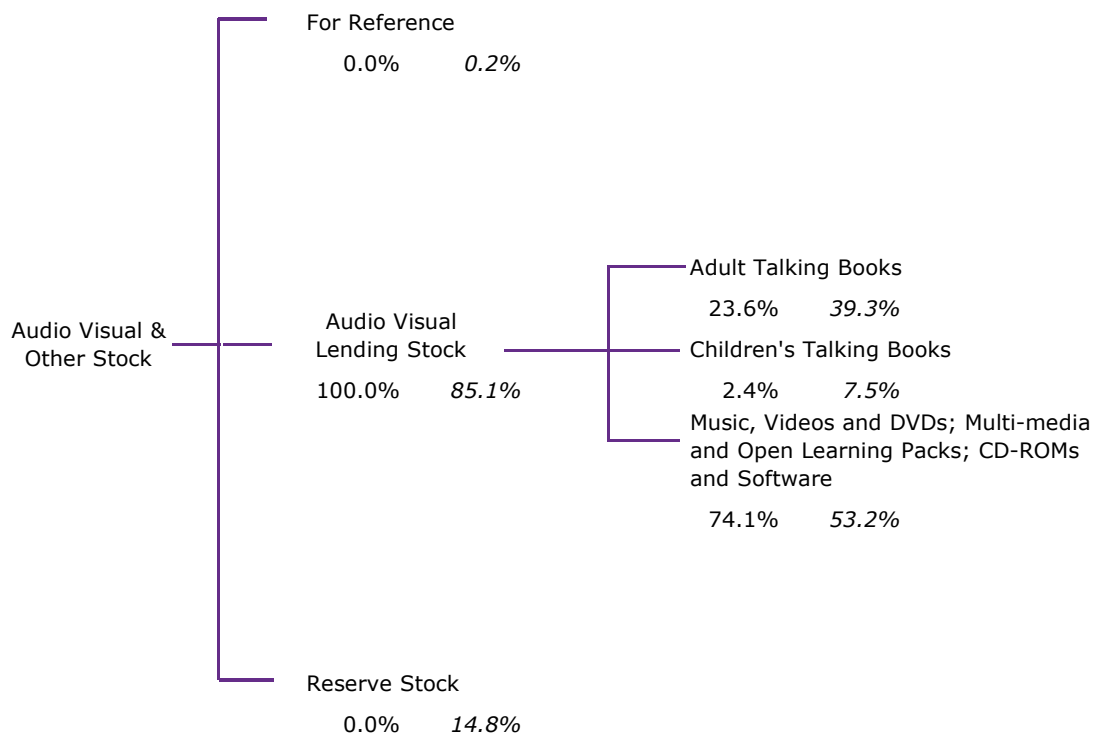 For Reference
0.0% 0.2%
Audio Visual &
Other Stock
Audio Visual
Lending Stock
100.0% 85.1%
Adult Talking Books
23.6% 39.3%
Children's Talking Books
2.4% 7.5%
Music, Videos and DVDs; Multi-media
and Open Learning Packs; CD-ROMs
and Software
74.1% 53.2%
Reserve Stock
0.0% 14.8%